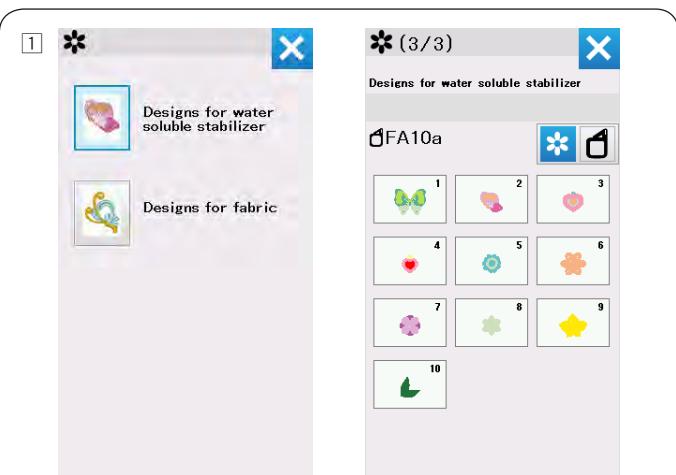 1
Designs for water
soluble stabilizer
Designs for fabric
(3/3)
Designs for water soluble stabilizer
FA10a
1
2
3
4
5
6
7
8
9
10